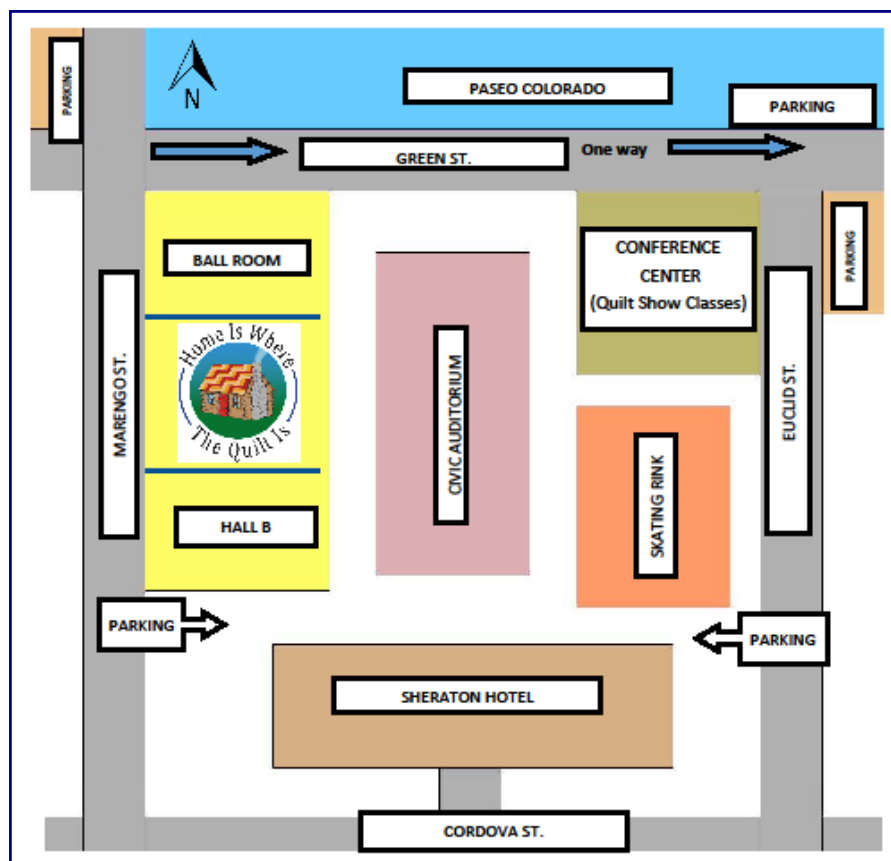 PARKING
N
PASEO COLORADO
PARKING
GREEN ST.
One way
BALL ROOM
CONFERENCE
CENTER
(Quilt Show Classes)
PARKING
MARENGO ST.
Home Is Where
The Quilt Is
CIVIC AUDITORIUM
EUCLID ST.
SKATING RINK
HALL B
PARKING
PARKING
SHERATON HOTEL
CORDOVA ST.